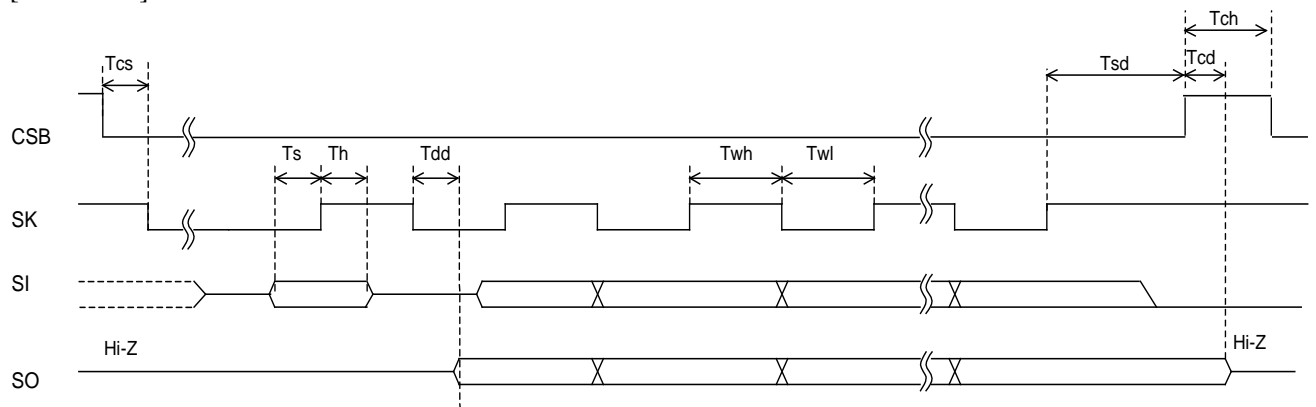 Tch
Tcs
Tsd
Tcd
CSB
Ts
Th
Tdd
Twh
Twl
SK
SI
Hi-Z
Hi-Z
SO